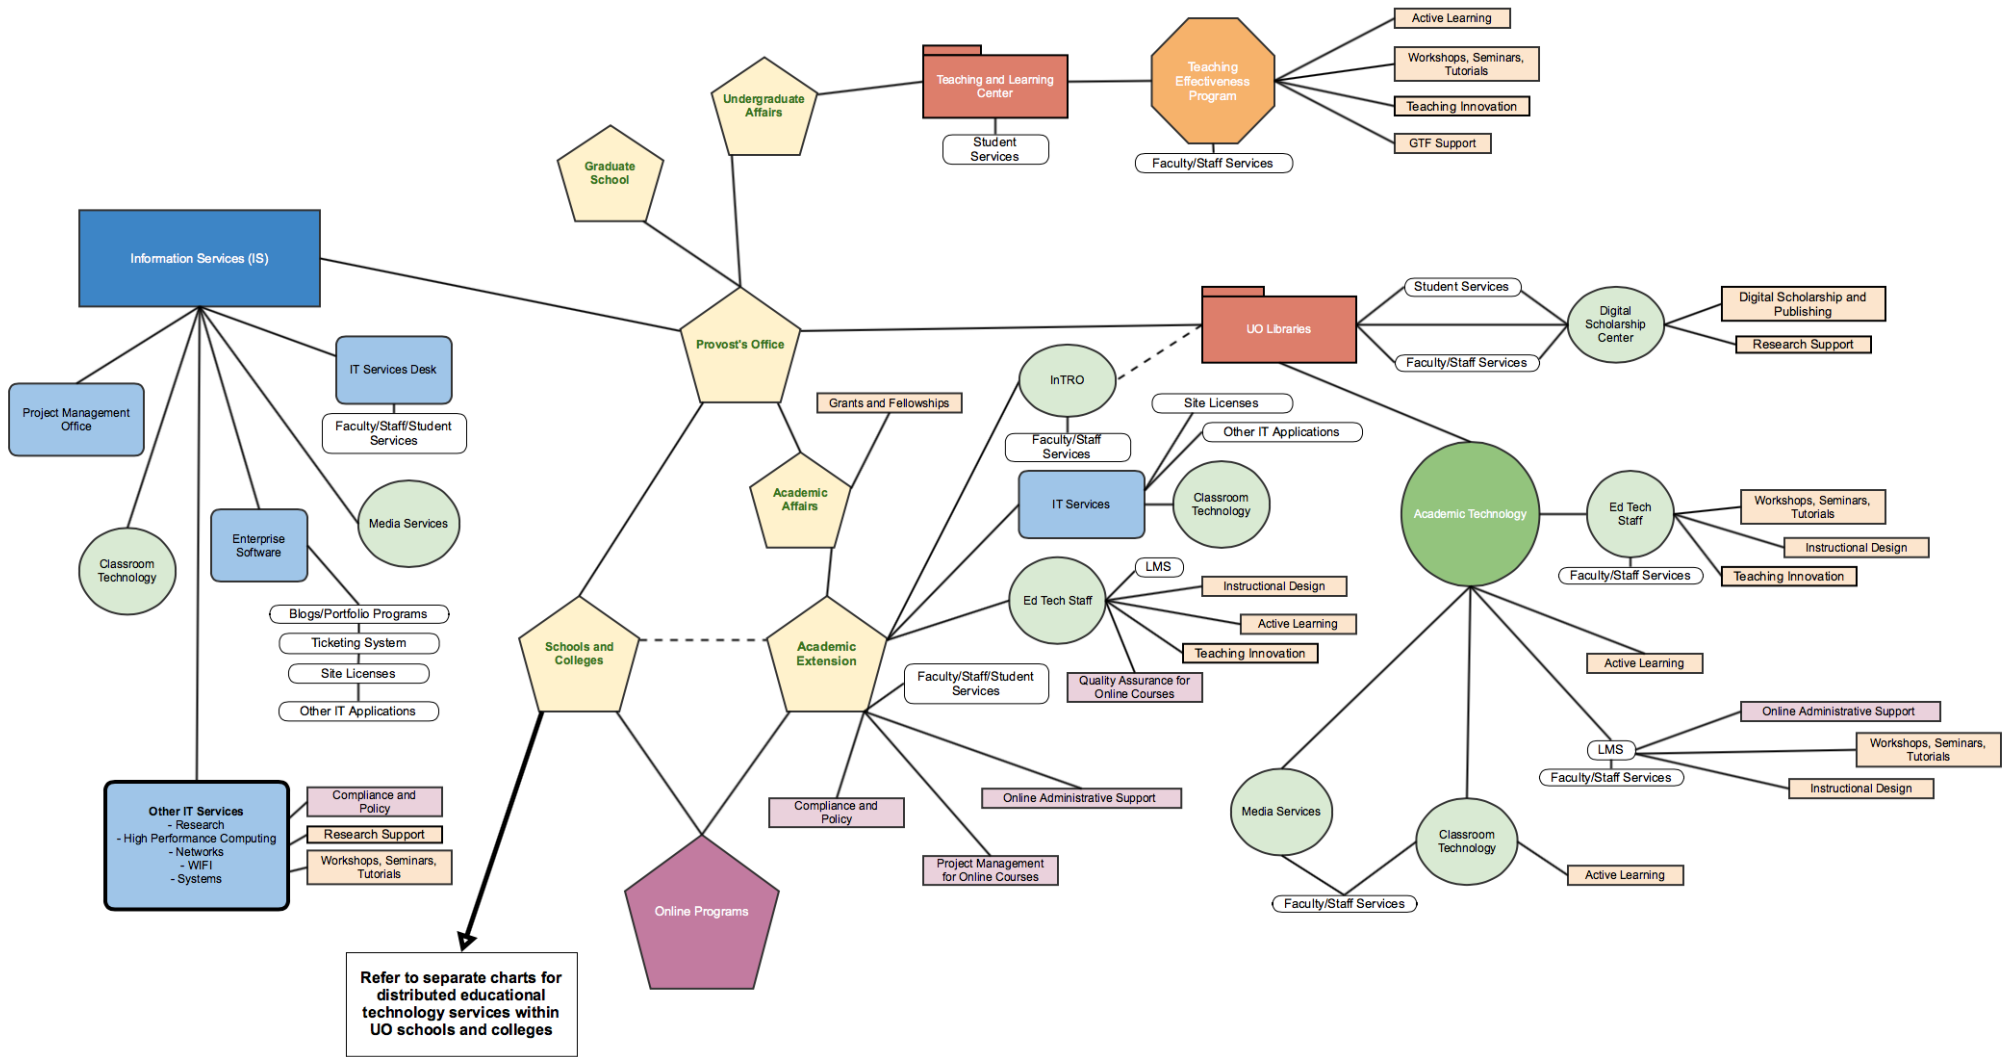 Active Learning
Undergraduate
Affairs
Teaching and Learning
Center
Teaching
Effectiveness
Program
Workshops, Seminars,
Tutorials
Teaching Innovation
GTF Support
Student
Services
Faculty/Staff Services
Graduate
School
Information Services (IS)
Provost's Office
UO Libraries
Student Services
Faculty/Staff Services
Digital
Scholarship
Center
Digital Scholarship and
Publishing
Research Support
IT Services Desk
Faculty/Staff/Student
Services
Project Management
Office
Classroom
Technology
Enterprise
Software
Media Services
Blogs/Portfolio Programs
Ticketing System
Site Licenses
Other IT Applications
Other IT Services
- Research
- High Performance Computing
- Networks
- WIFI
- Systems
Compliance and
Policy
Research Support
Workshops, Seminars,
Tutorials
Grants and Fellowships
Academic
Affairs
InTRO
Faculty/Staff
Services
Site Licenses
Other IT Applications
IT Services
Classroom
Technology
Ed Tech Staff
LMS
Instructional Design
Active Learning
Teaching Innovation
Quality Assurance for
Online Courses
Schools and
Colleges
Academic
Extension
Faculty/Staff/Student
Services
Compliance and
Policy
Online Administrative Support
Project Management
for Online Courses
Online Programs
Refer to separate charts for
distributed educational
technology services within
UO schools and colleges
Academic Technology
Ed Tech
Staff
Faculty/Staff Services
Workshops, Seminars,
Tutorials
Instructional Design
Teaching Innovation
Active Learning
LMS
Faculty/Staff Services
Online Administrative Support
Workshops, Seminars,
Tutorials
Instructional Design
Media Services
Classroom
Technology
Active Learning
Faculty/Staff Services